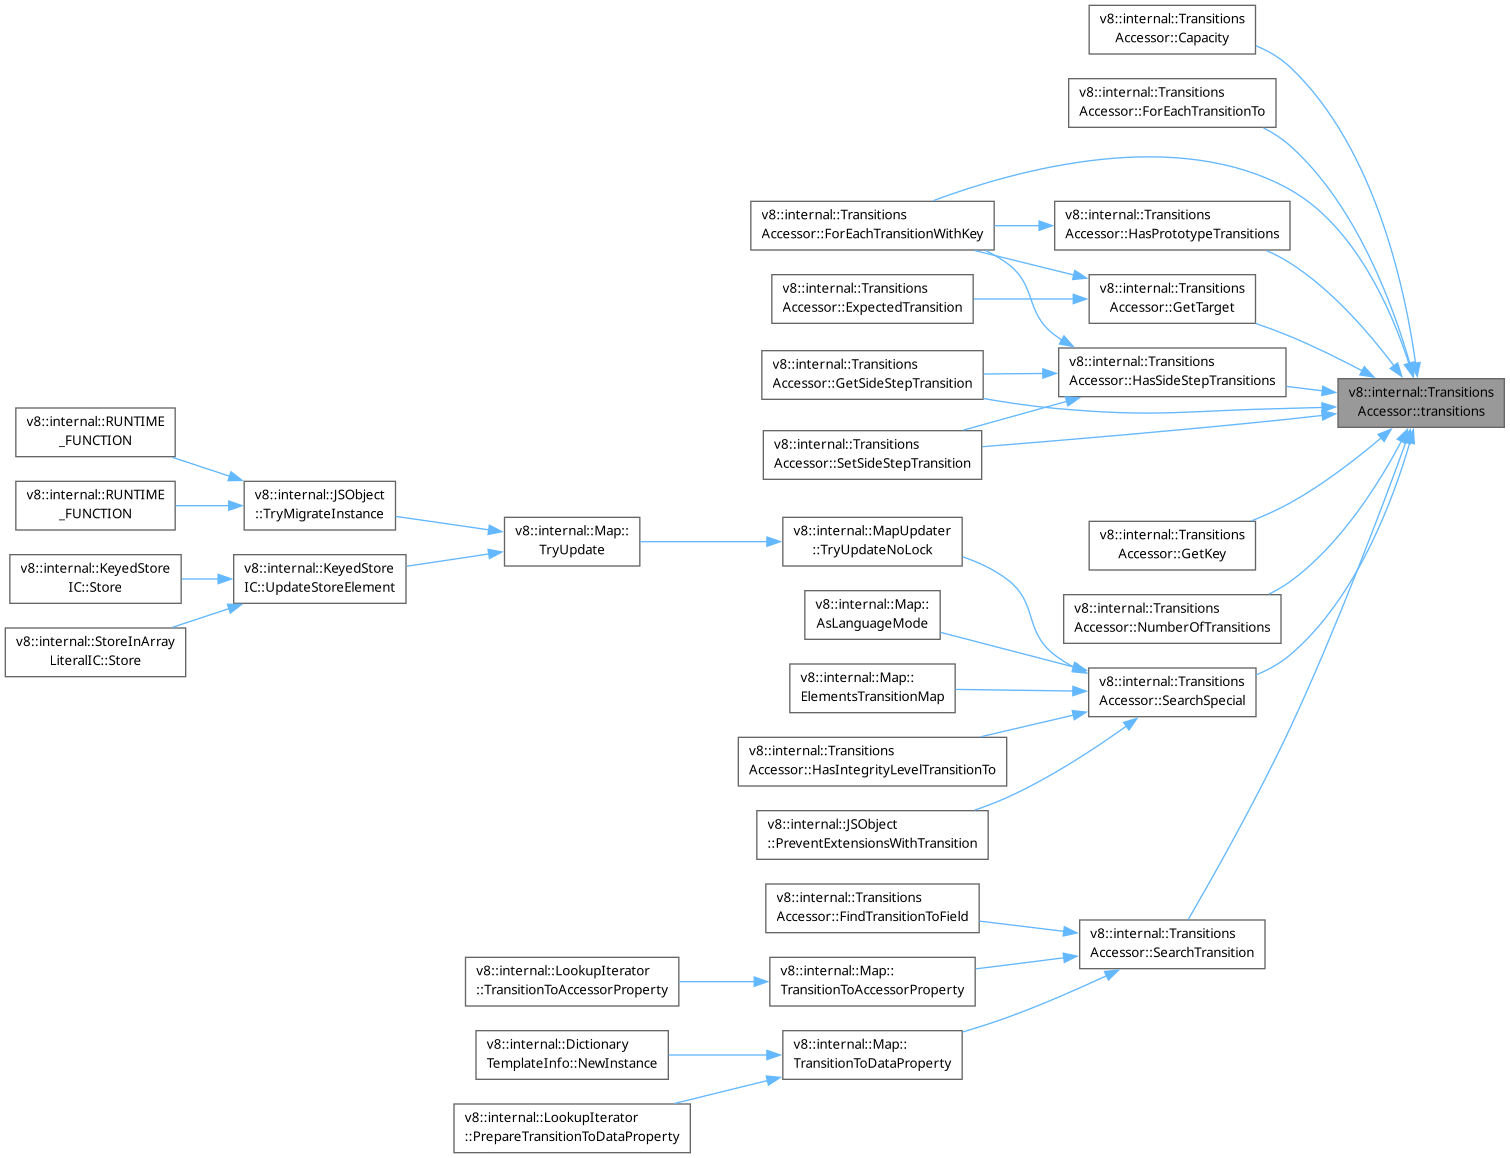 v8::internal::Transitions
Accessor::Capacity
v8::internal::Transitions
Accessor::ForEachTransitionTo
v8::internal::Transitions
Accessor::ForEachTransitionWithKey
v8::internal::Transitions
Accessor::HasPrototypeTransitions
v8::internal::Transitions
Accessor::ExpectedTransition
v8::internal::Transitions
Accessor::GetTarget
v8::internal::Transitions
Accessor::GetSideStepTransition
v8::internal::Transitions
Accessor::HasSideStepTransitions
v8::internal::Transitions
Accessor::transitions
v8::internal::Transitions
Accessor::SetSideStepTransition
v8::internal::RUNTIME
_FUNCTION
v8::internal::RUNTIME
_FUNCTION
v8::internal::JSObject
::TryMigrateInstance
v8::internal::Map::
TryUpdate
v8::internal::MapUpdater
::TryUpdateNoLock
v8::internal::Transitions
Accessor::GetKey
v8::internal::KeyedStore
IC::Store
v8::internal::KeyedStore
IC::UpdateStoreElement
v8::internal::Map::
AsLanguageMode
v8::internal::Transitions
Accessor::NumberOfTransitions
v8::internal::StoreInArray
LiteralIC::Store
v8::internal::Map::
ElementsTransitionMap
v8::internal::Transitions
Accessor::SearchSpecial
v8::internal::Transitions
Accessor::HasIntegrityLevelTransitionTo
v8::internal::JSObject
::PreventExtensionsWithTransition
v8::internal::Transitions
Accessor::FindTransitionToField
v8::internal::Transitions
Accessor::SearchTransition
v8::internal::LookupIterator
::TransitionToAccessorProperty
v8::internal::Map::
TransitionToAccessorProperty
v8::internal::Dictionary
TemplateInfo::NewInstance
v8::internal::Map::
TransitionToDataProperty
v8::internal::LookupIterator
::PrepareTransitionToDataProperty